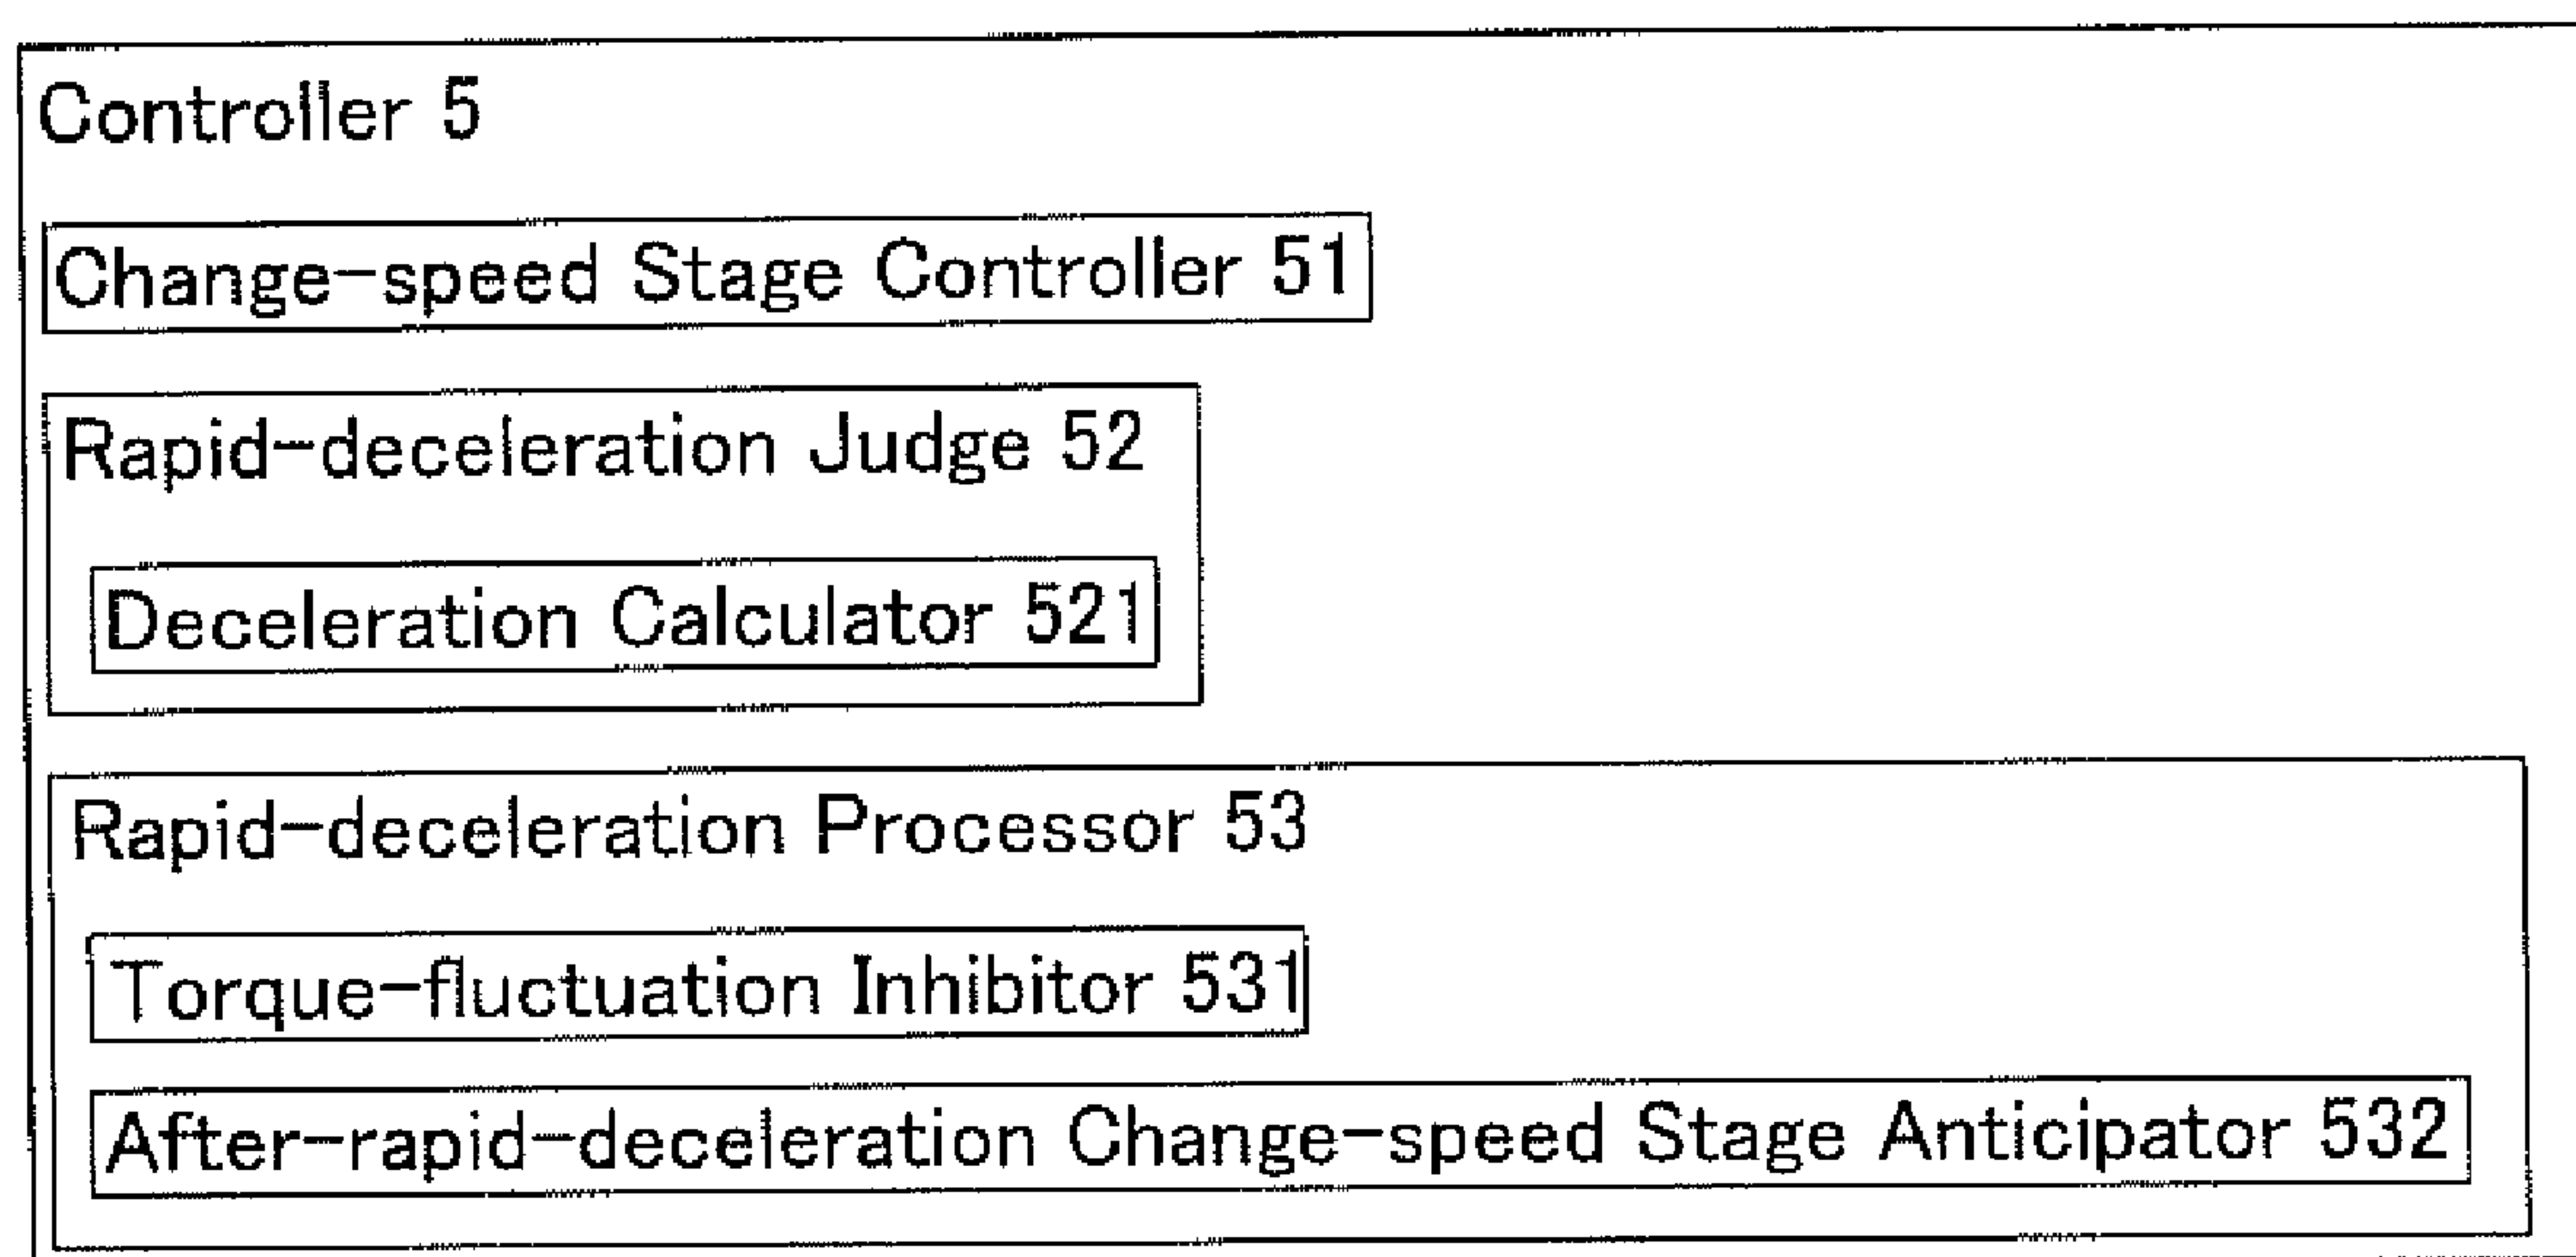 Controller 5
Change-speed Stage Controller 51
Rapid-deceleration Judge 52
Deceleration Calculator 521
Rapid-deceleration Processor 53
Torque-fluctuation Inhibitor 531
After-rapid-deceleration Change-speed Stage Anticipator 532